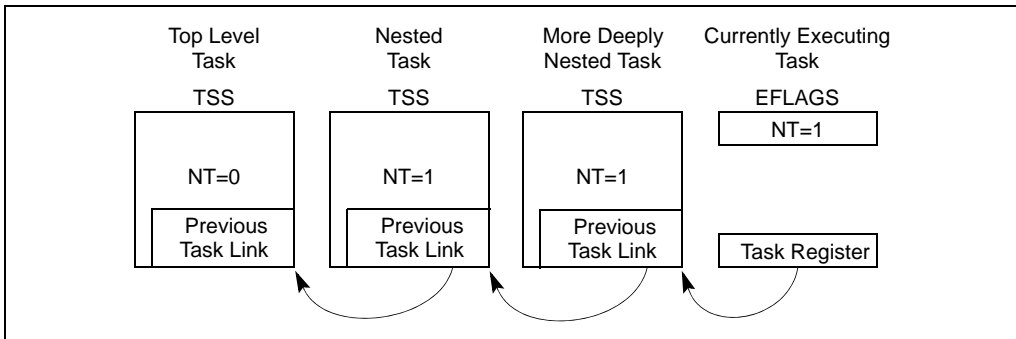 Top Level
Task
Nested
Task
More Deeply
Nested Task
Currently Executing
Task
TSS
TSS
TSS
EFLAGS
NT=1
NT=0
NT=1
NT=1
Previous
Task Link
Previous
Task Link
Previous
Task Link
Task Register